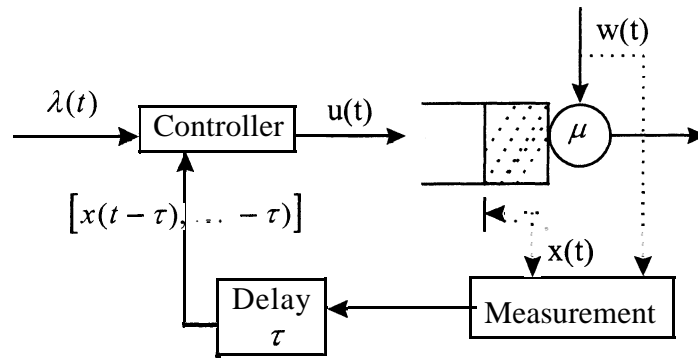 w(t)
λ(t)
Controller
u(t)
μ
[x(t − τ), ... − τ)]
x(t)
Delay
τ
Measurement